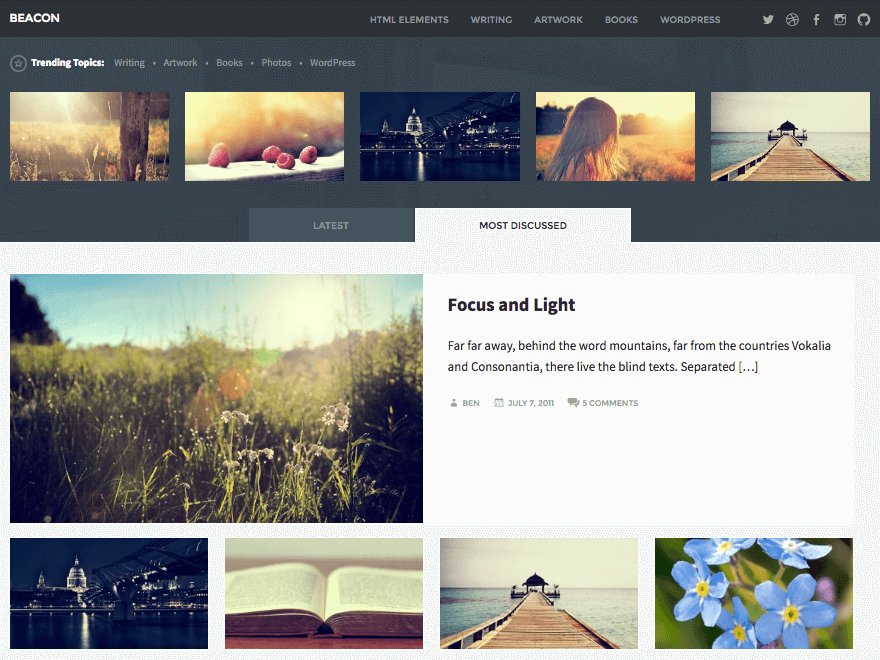 BEACON HTML ELEMENTS WRITING ARTWORK BOOKS WORDPRESS
Trending Topics: Writing • Artwork • Books • Photos • WordPress
LATEST MOST DISCUSSED
Focus and Light
Far far away, behind the word mountains, far from the countries Vokalia
and Consonantia, there live the blind texts. Separated […]
BEN JULY 7, 2011 5 COMMENTS